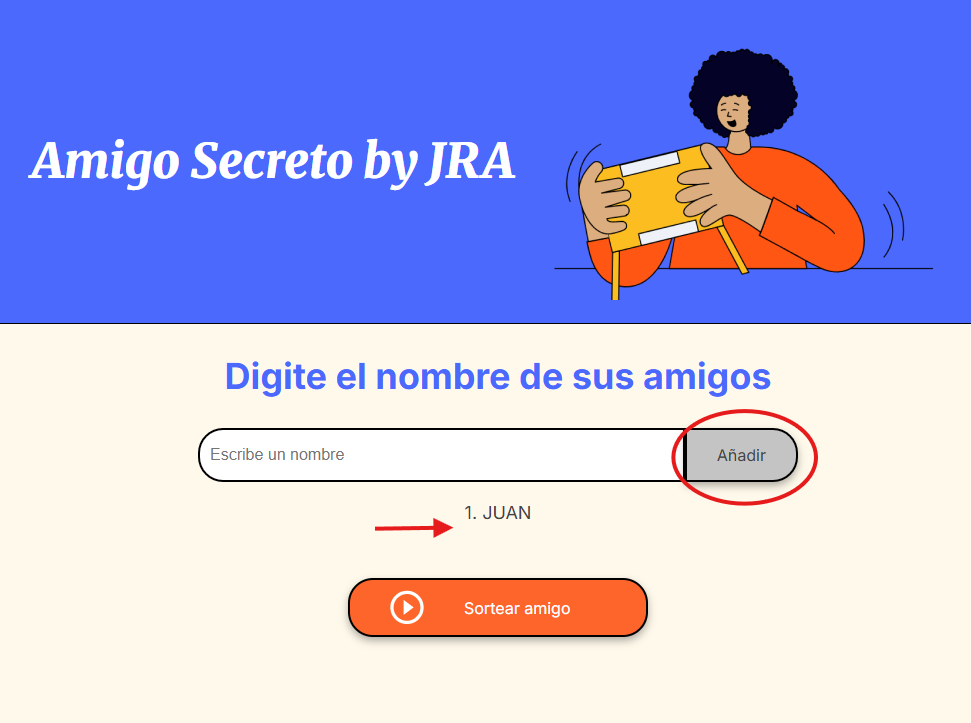 Amigo Secreto by JRA
Digite el nombre de sus amigos
Escribe un nombre
Añadir
1. JUAN
Sortear amigo